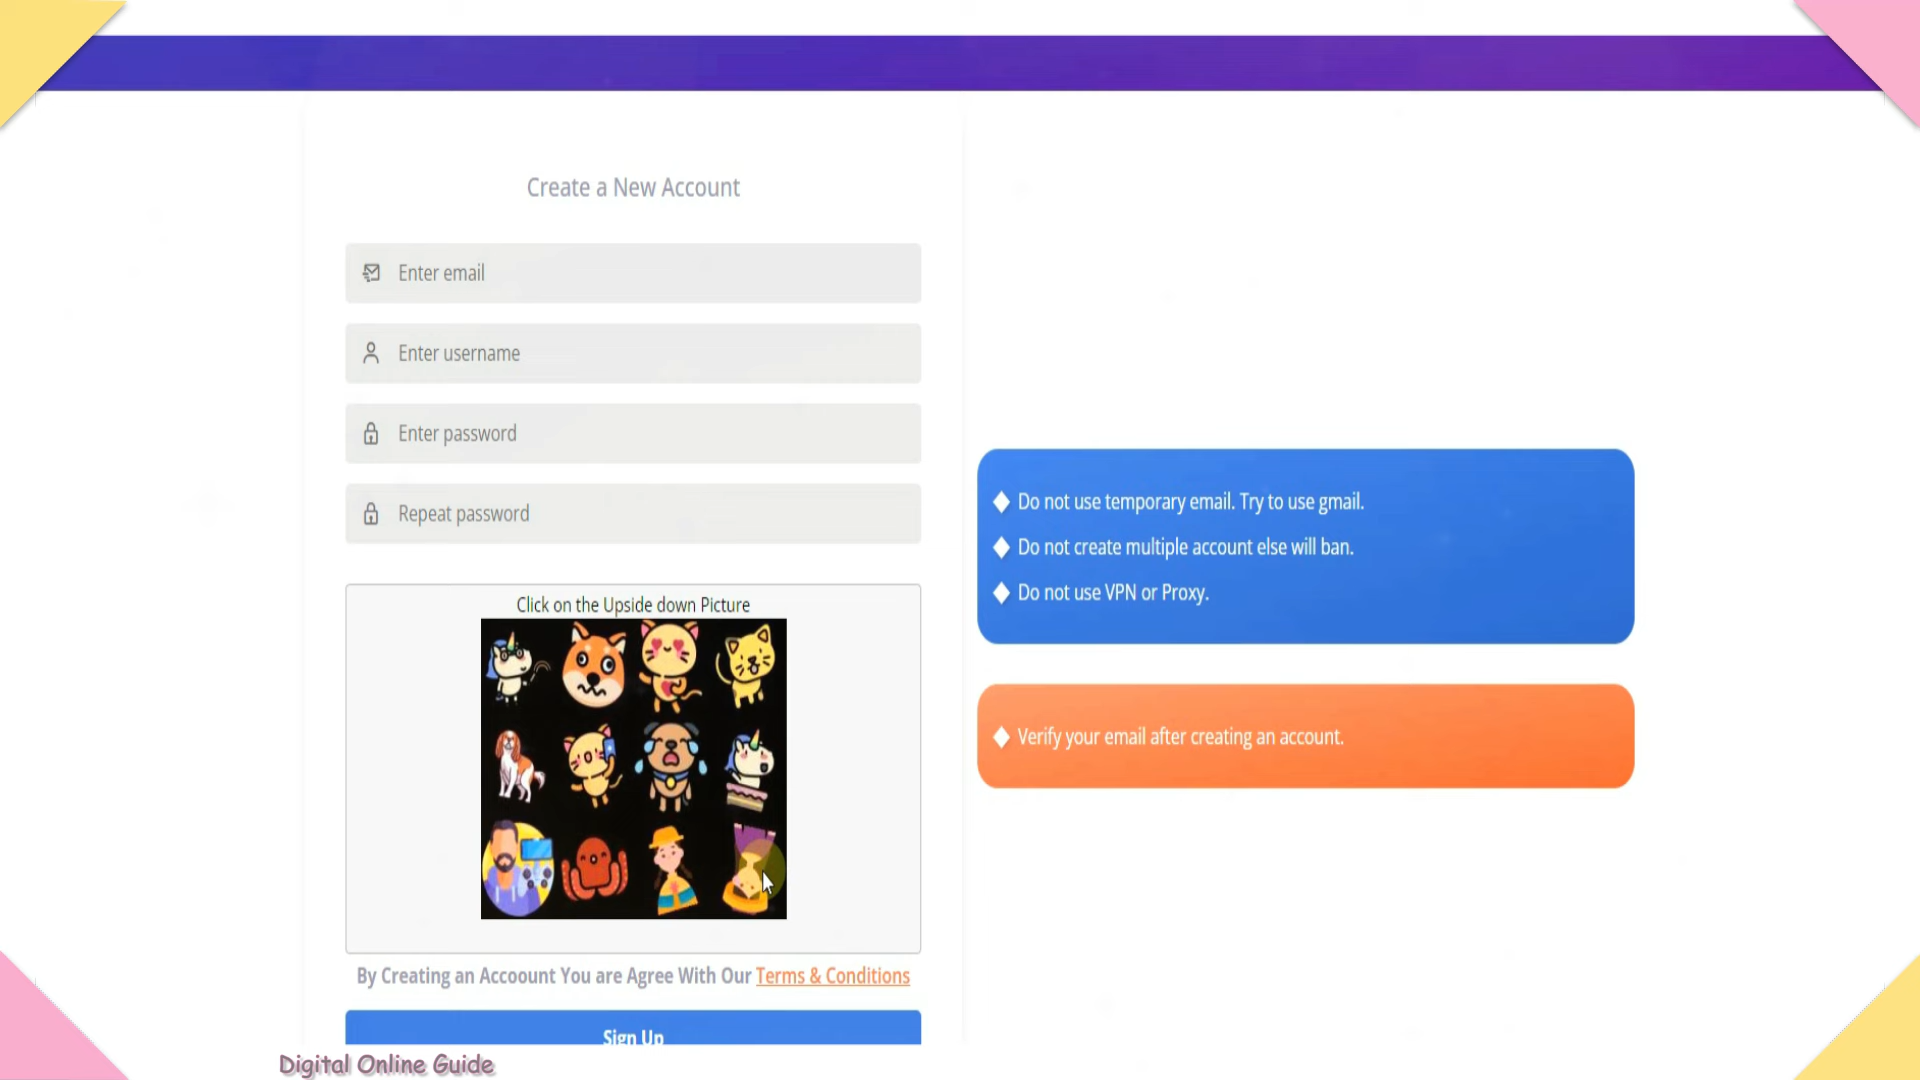 Create a New Account
Enter email
Enter username
Enter password
Repeat password
Click on the Upside down Picture
By Creating an Accoount You are Agree With Our Terms & Conditions
Sign Up
Do not use temporary email. Try to use gmail.
Do not create multiple account else will ban.
Do not use VPN or Proxy.
Verify your email after creating an account.
Digital Online Guide